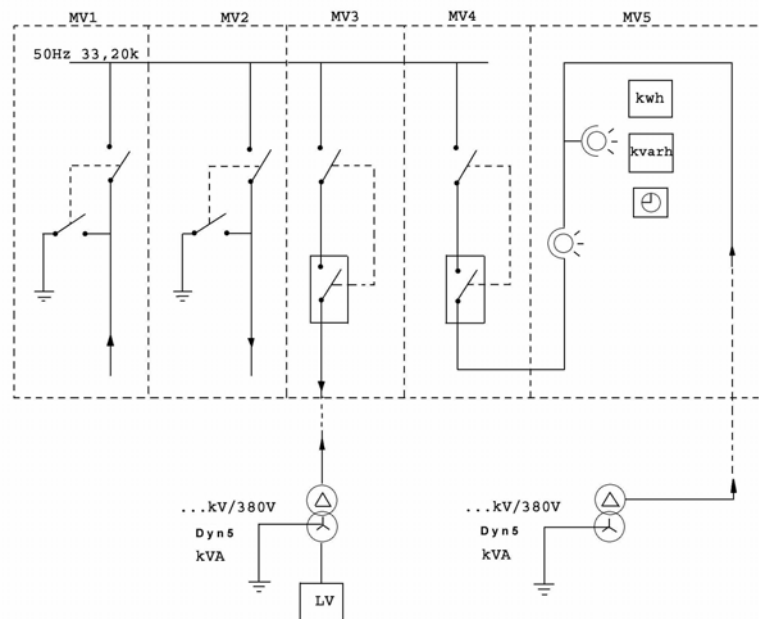 MV1 MV2 MV3 MV4 MV5
50Hz 33,20k
kwh
kvarh
...kV/380V
Dyn5
kVA
LV
...kV/380V
Dyn5
kVA